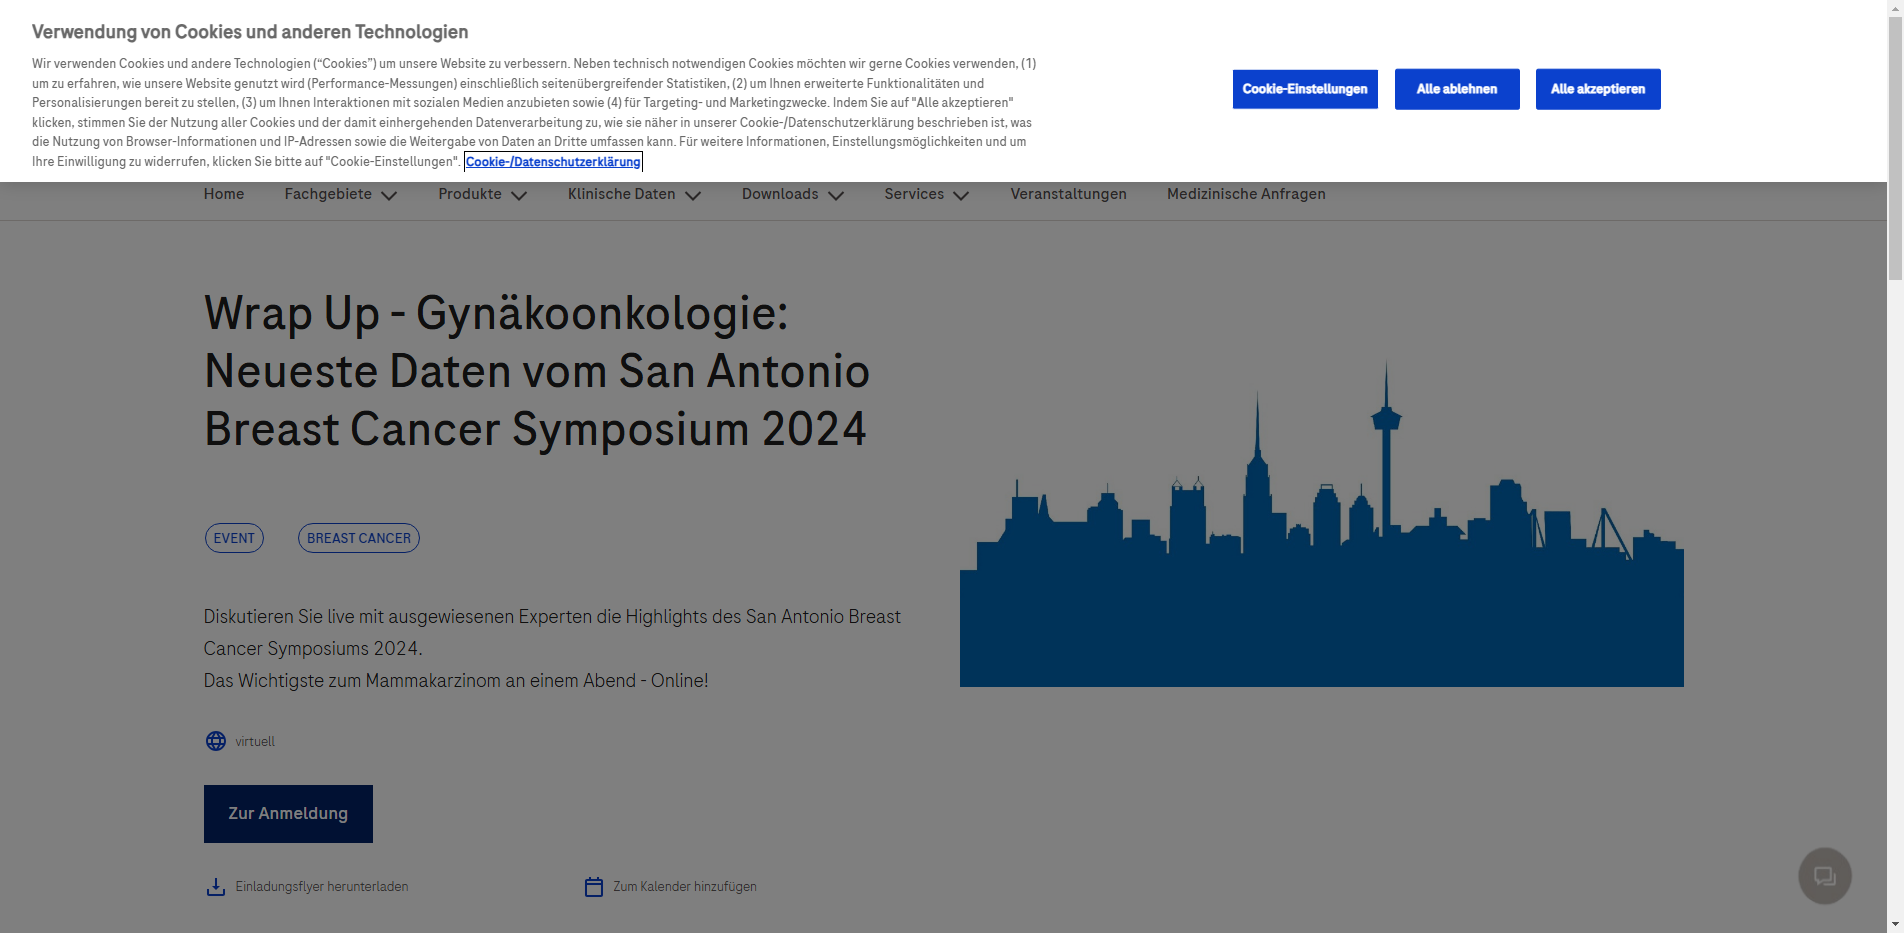 Verwendung von Cookies und anderen Technologien
Wir verwenden Cookies und andere Technologien (“Cookies”) um unsere Website zu verbessern. Neben technisch notwendigen Cookies möchten wir gerne Cookies verwenden, (1)
um zu erfahren, wie unsere Website genutzt wird (Performance-Messungen) einschließlich seitenübergreifender Statistiken, (2) um Ihnen erweiterte Funktionalitäten und
Personalisierungen bereit zu stellen, (3) um Ihnen Interaktionen mit sozialen Medien anzubieten sowie (4) für Targeting- und Marketingzwecke. Indem Sie auf "Alle akzeptieren"
klicken, stimmen Sie der Nutzung aller Cookies und der damit einhergehenden Datenverarbeitung zu, wie sie näher in unserer Cookie-/Datenschutzerklärung beschrieben ist, was
die Nutzung von Browser-Informationen und IP-Adressen sowie die Weitergabe von Daten an Dritte umfassen kann. Für weitere Informationen, Einstellungsmöglichkeiten und um
Ihre Einwilligung zu widerrufen, klicken Sie bitte auf "Cookie-Einstellungen". Cookie-/Datenschutzerklärung
Cookie-Einstellungen Alle ablehnen Alle akzeptieren
Home Fachgebiete Produkte Klinische Daten Downloads Services Veranstaltungen Medizinische Anfragen
Wrap Up - Gynäkoonkologie:
Neueste Daten vom San Antonio
Breast Cancer Symposium 2024
EVENT BREAST CANCER
Diskutieren Sie live mit ausgewiesenen Experten die Highlights des San Antonio Breast
Cancer Symposiums 2024.
Das Wichtigste zum Mammakarzinom an einem Abend - Online!
virtuell
Zur Anmeldung
Einladungsflyer herunterladen Zum Kalender hinzufügen